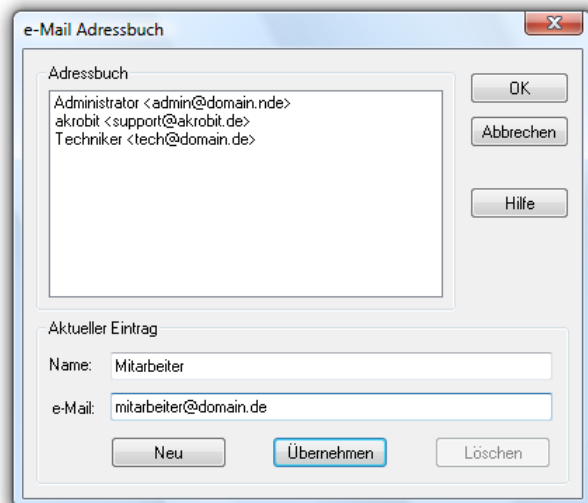 e-Mail Adressbuch
Adressbuch
Administrator <admin@domain.nde>
akrobit <support@akrobit.de>
Techniker <tech@domain.de>
OK
Abbrechen
Hilfe
Aktueller Eintrag
Name: Mitarbeiter
e-Mail: mitarbeiter@domain.de
Neu Übernehmen Löschen